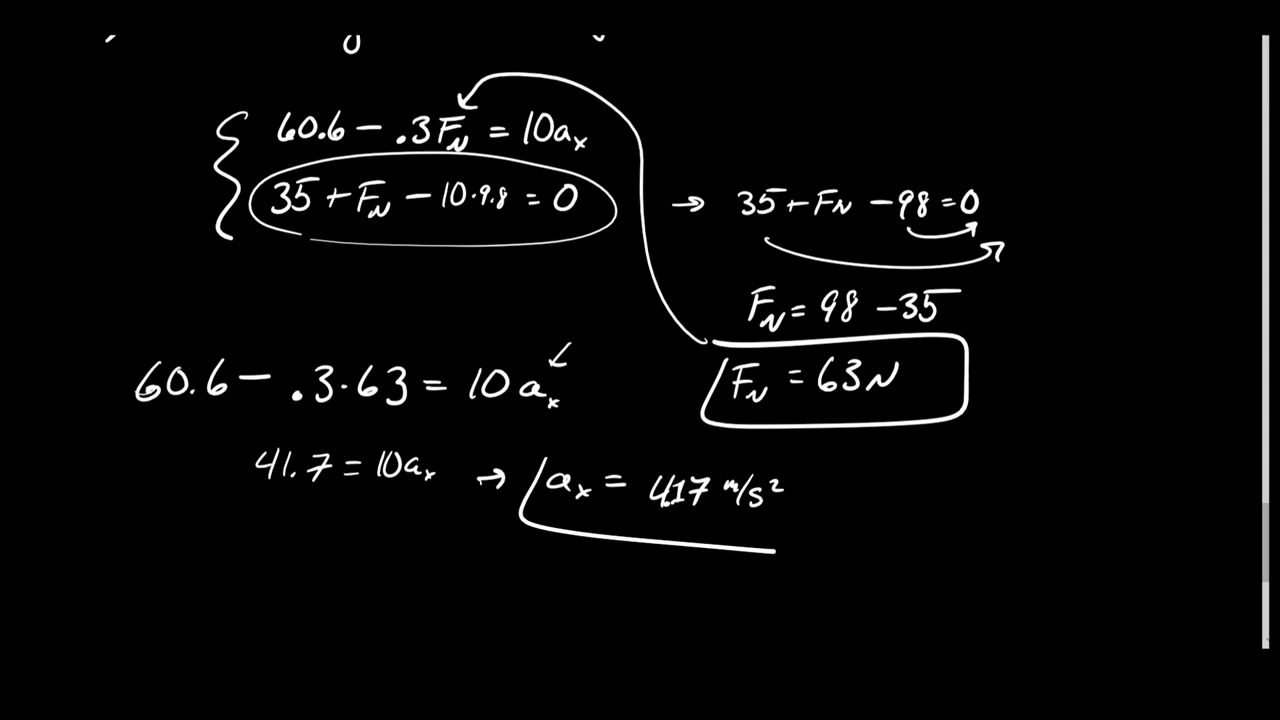 60.6 - .3F_N = 10a_x
35 + F_N - 10·9.8 = 0
→ 35 + F_N - 98 = 0
F_N = 98 - 35
F_N = 63N
60.6 - .3·63 = 10a_x
41.7 = 10a_x → a_x = 4.17 m/s²